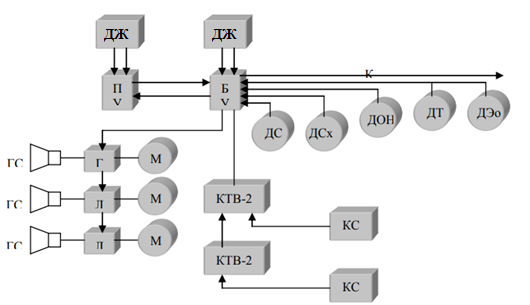 ДЖ ДЖ
К
П Б
У У
ДС ДСх ДОН ДТ ДЭо
ГС Г М
ГС Л М
ГС Л М
КТВ-2
КС
КТВ-2
КС